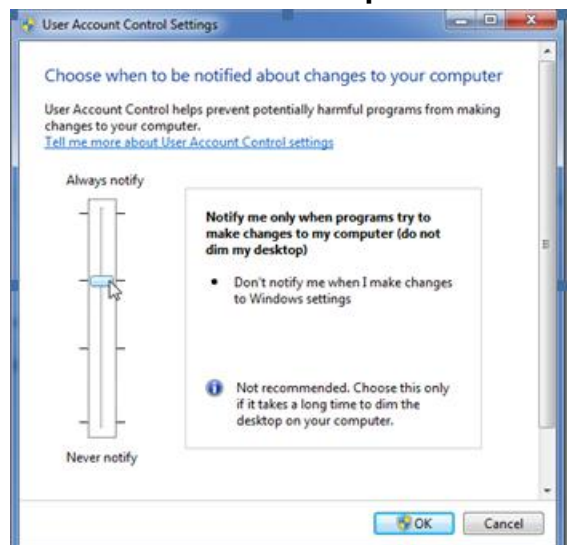 User Account Control Settings
Choose when to be notified about changes to your computer
User Account Control helps prevent potentially harmful programs from making
changes to your computer.
Tell me more about User Account Control settings
Always notify
Notify me only when programs try to
make changes to my computer (do not
dim my desktop)
• Don't notify me when I make changes
to Windows settings
Not recommended. Choose this only
if it takes a long time to dim the
desktop on your computer.
Never notify
OK
Cancel